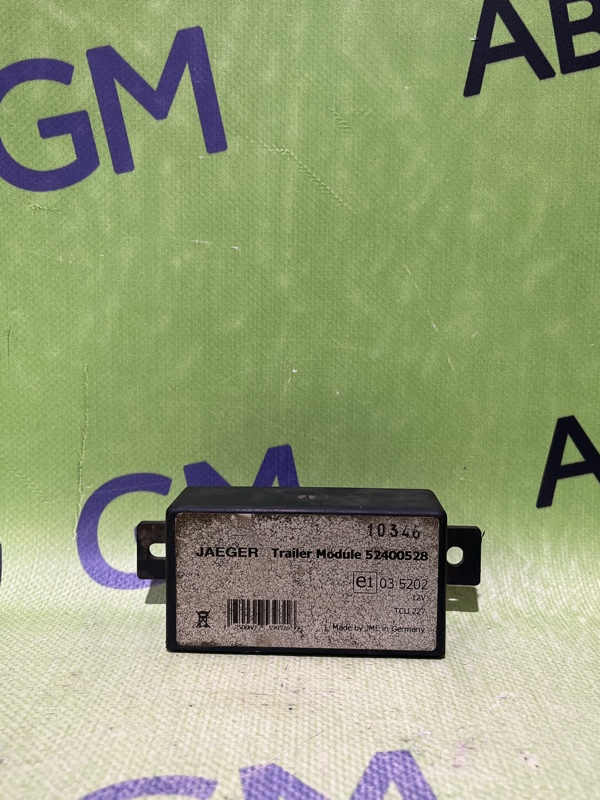 GM
AB
GM
A
10346
JAEGER Trailer Module 52400528
e1 03 5202
12V
TCU 227
Made by JME in Germany
GM